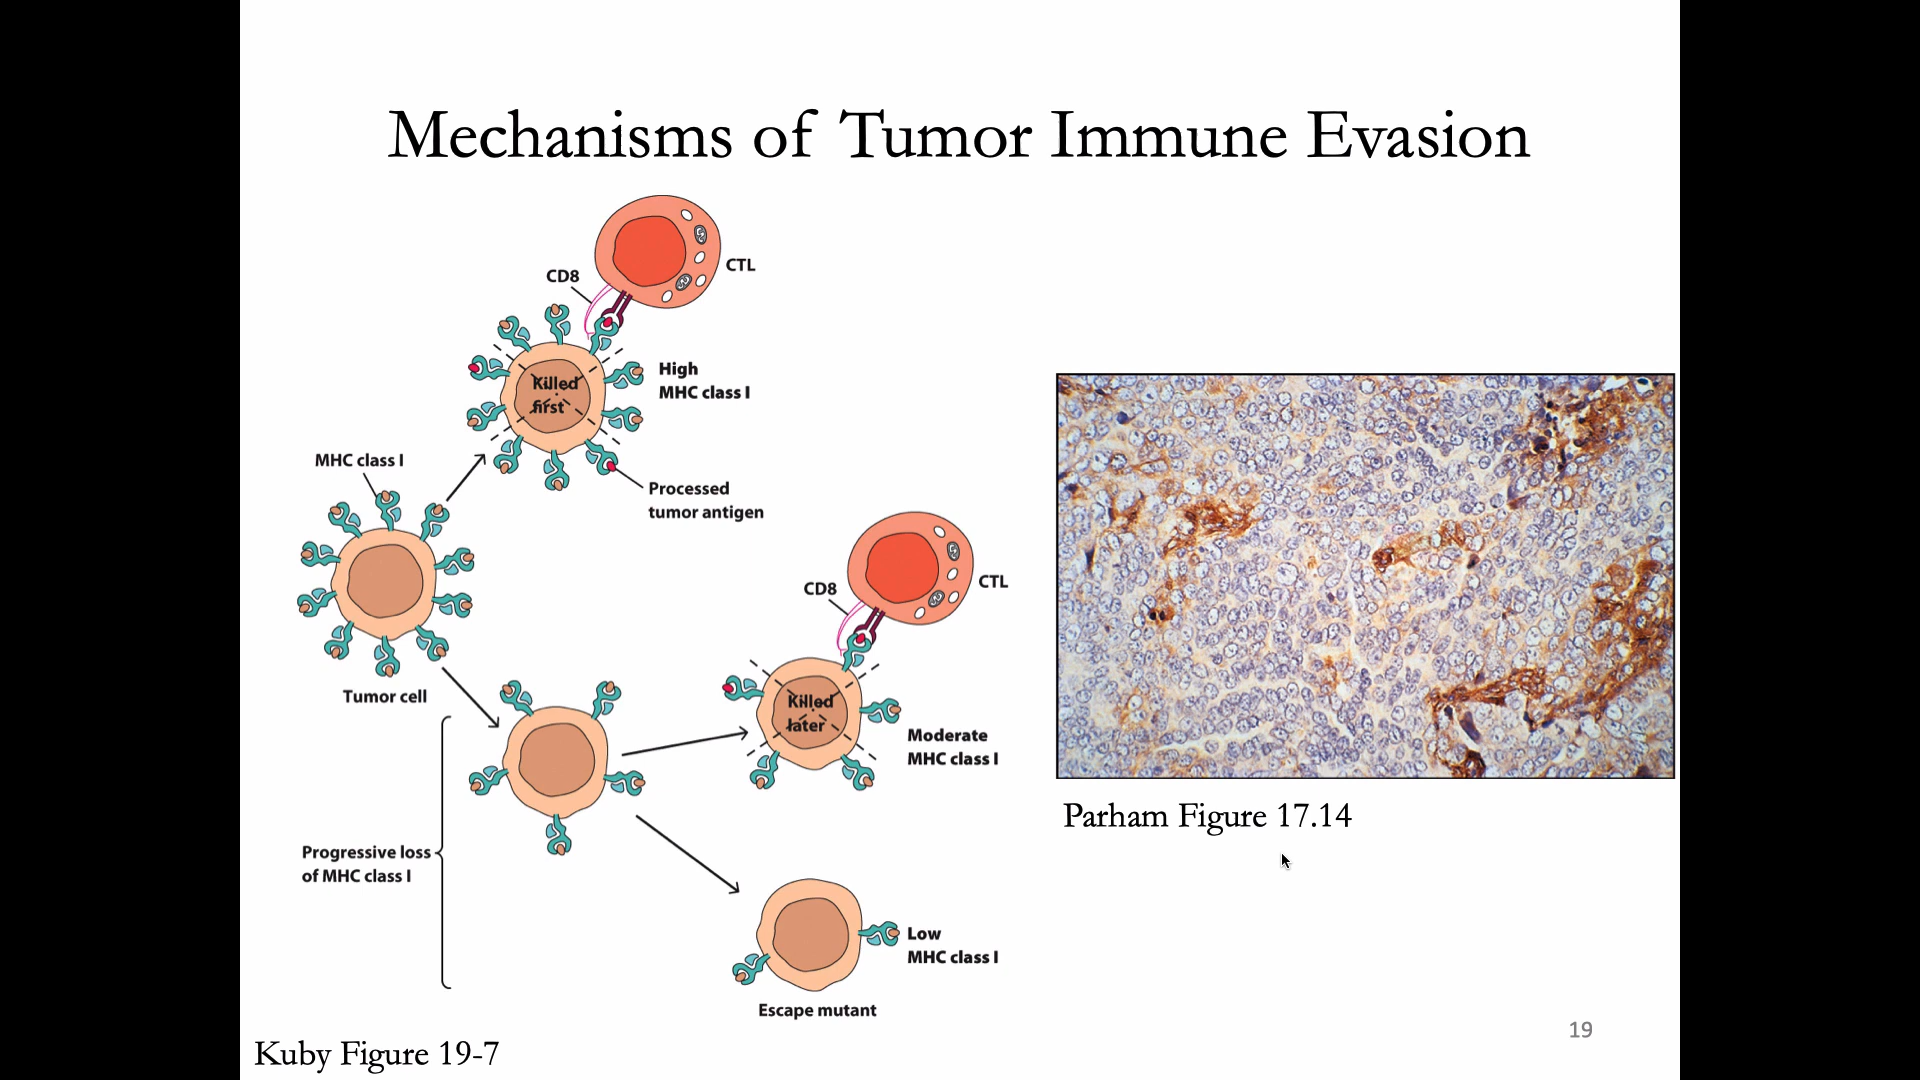 Mechanisms of Tumor Immune Evasion
CTL
CD8
Killed
first
High
MHC class I
MHC class I
Processed
tumor antigen
Tumor cell
CD8
CTL
Killed
later
Moderate
MHC class I
Progressive loss
of MHC class I
Low
MHC class I
Escape mutant
Parham Figure 17.14
Kuby Figure 19-7
19